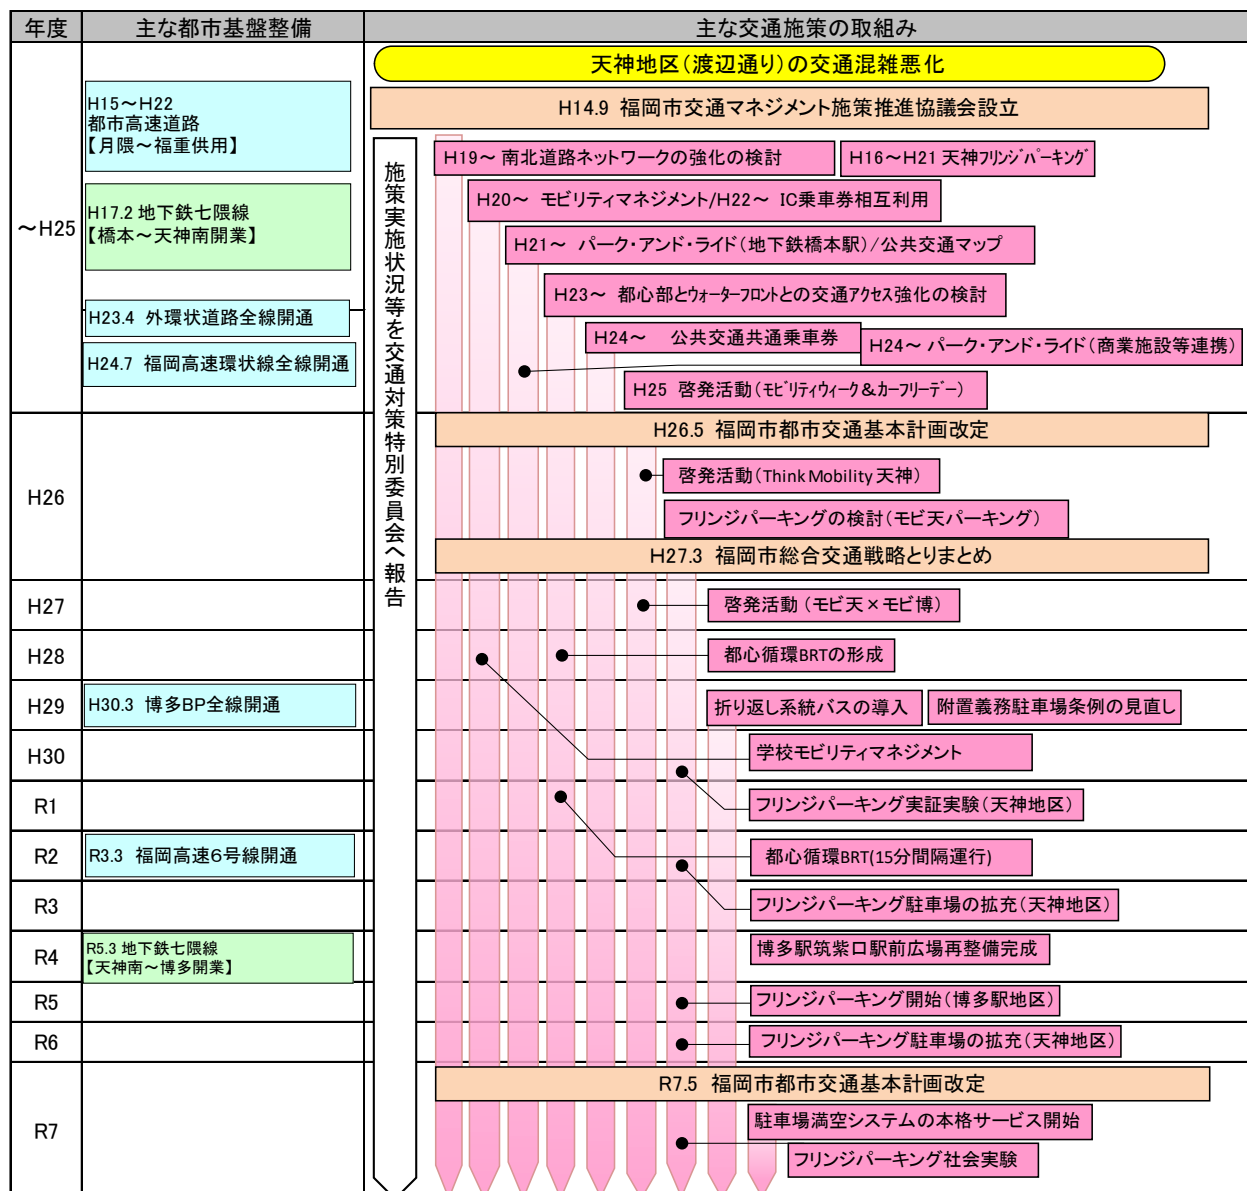 年度
主な都市基盤整備
主な交通施策の取組み
天神地区(渡辺通り)の交通混雑悪化
H14.9 福岡市交通マネジメント施策推進協議会設立
施策実施状況等を交通対策特別委員会へ報告
～H25
H15～H22
都市高速道路
【月隈～福重供用】
H17.2 地下鉄七隈線
【橋本～天神南開業】
H23.4 外環状道路全線開通
H24.7 福岡高速環状線全線開通
H19～ 南北道路ネットワークの強化の検討
H16～H21 天神フリンジパーキング
H20～ モビリティマネジメント/H22～ IC乗車券相互利用
H21～ パーク・アンド・ライド(地下鉄橋本駅)/公共交通マップ
H23～ 都心部とウォーターフロントとの交通アクセス強化の検討
H24～ 公共交通共通乗車券
H24～ パーク・アンド・ライド(商業施設等連携)
H25 啓発活動(モビリティウィーク&カーフリーデー)
H26
H26.5 福岡市都市交通基本計画改定
啓発活動(Think Mobility 天神)
フリンジパーキングの検討(モビ天パーキング)
H27.3 福岡市総合交通戦略とりまとめ
H27
啓発活動(モビ天×モビ博)
H28
都心循環BRTの形成
H29
H30.3 博多BP全線開通
折り返し系統バスの導入
附置義務駐車場条例の見直し
H30
学校モビリティマネジメント
R1
フリンジパーキング実証実験(天神地区)
R2
R3.3 福岡高速6号線開通
都心循環BRT(15分間隔運行)
R3
フリンジパーキング駐車場の拡充(天神地区)
R4
R5.3 地下鉄七隈線
【天神南～博多開業】
博多駅筑紫口駅前広場再整備完成
R5
フリンジパーキング開始(博多駅地区)
R6
フリンジパーキング駐車場の拡充(天神地区)
R7
R7.5 福岡市都市交通基本計画改定
駐車場満空システムの本格サービス開始
フリンジパーキング社会実験